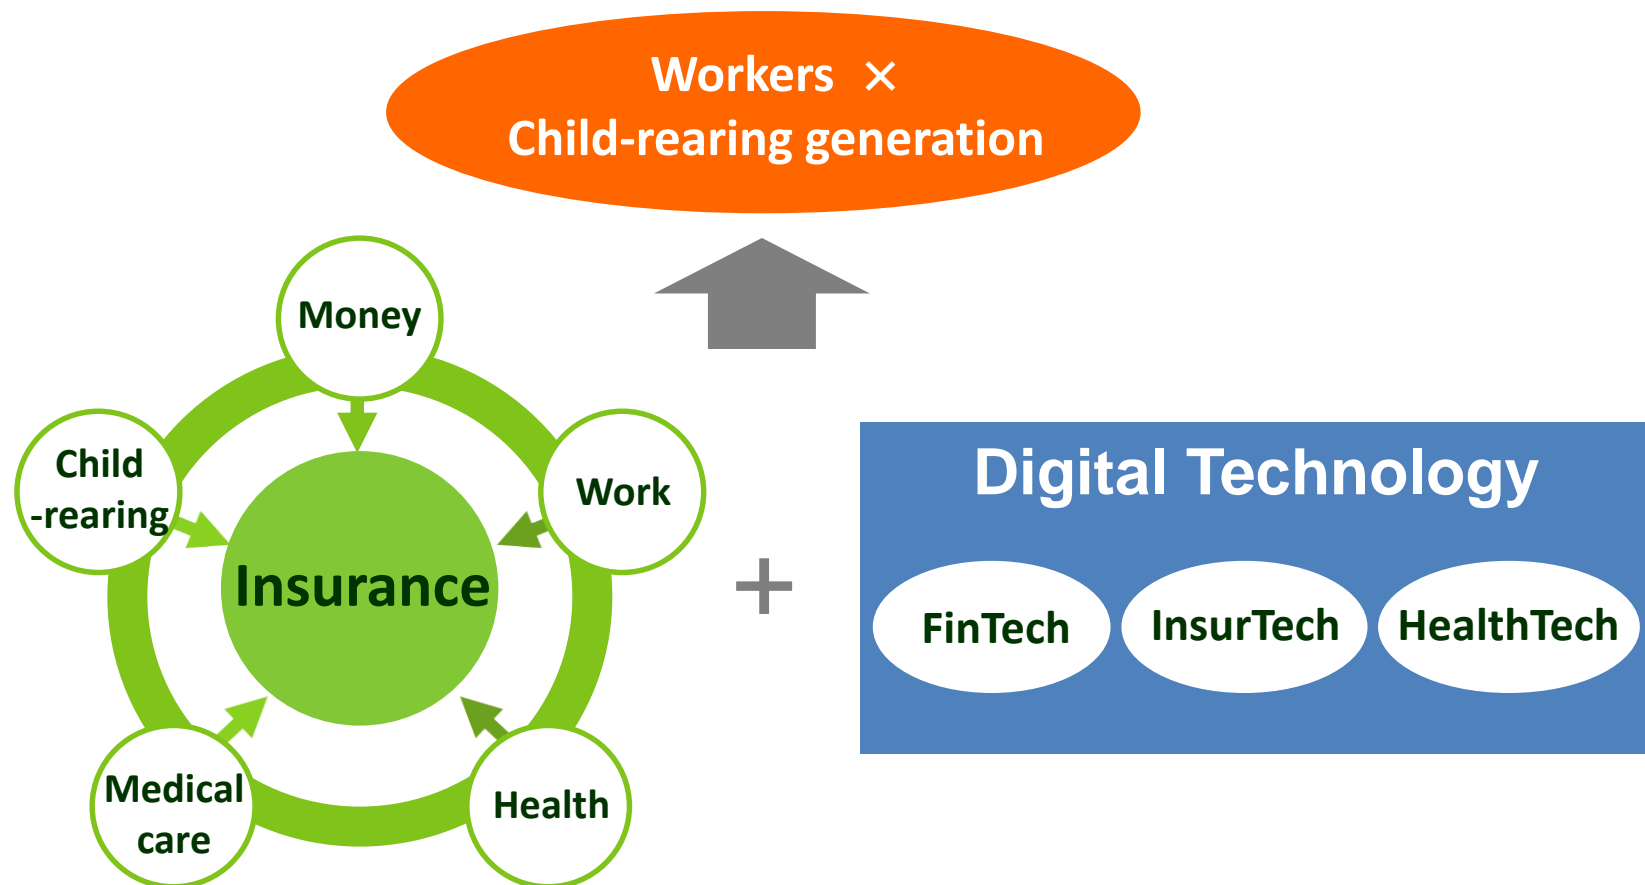 Workers ×
Child-rearing generation
Money
Child
-rearing
Work
Insurance
Medical
care
Health
+
Digital Technology
FinTech
InsurTech
HealthTech